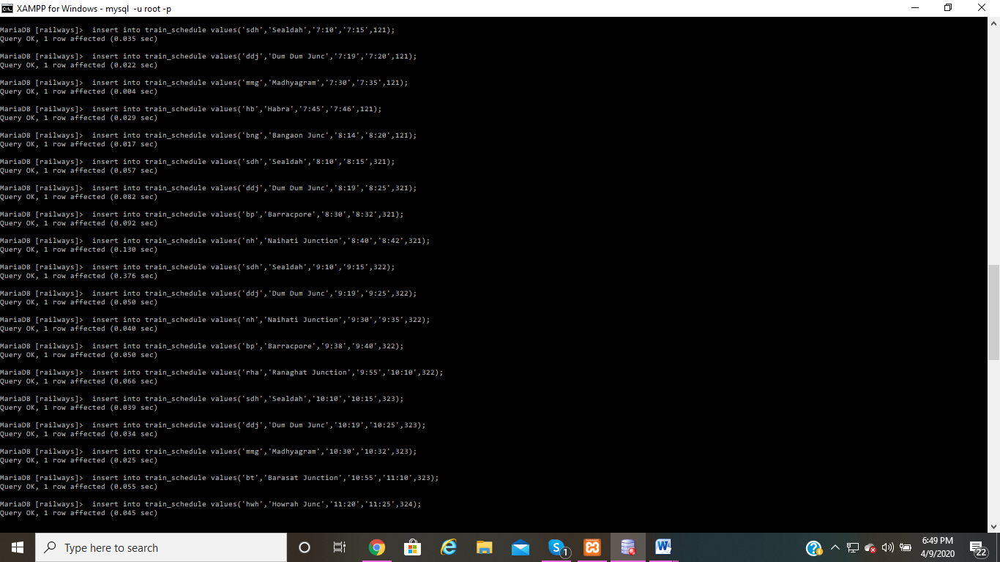 XAMPP for Windows - mysql -u root -p
MariaDB [railways]> insert into train_schedule values('sdh','Sealdah','7:10','7:15',121);
Query OK, 1 row affected (0.035 sec)
MariaDB [railways]> insert into train_schedule values('ddj','Dum Dum Junc','7:19','7:20',121);
Query OK, 1 row affected (0.022 sec)
MariaDB [railways]> insert into train_schedule values('mmg','Madhyagram','7:30','7:35',121);
Query OK, 1 row affected (0.004 sec)
MariaDB [railways]> insert into train_schedule values('hb','Habra','7:45','7:46',121);
Query OK, 1 row affected (0.029 sec)
MariaDB [railways]> insert into train_schedule values('bng','Bangaon Junc','8:14','8:20',121);
Query OK, 1 row affected (0.017 sec)
MariaDB [railways]> insert into train_schedule values('sdh','Sealdah','8:10','8:15',321);
Query OK, 1 row affected (0.057 sec)
MariaDB [railways]> insert into train_schedule values('ddj','Dum Dum Junc','8:19','8:25',321);
Query OK, 1 row affected (0.082 sec)
MariaDB [railways]> insert into train_schedule values('bp','Barracpore','8:30','8:32',321);
Query OK, 1 row affected (0.092 sec)
MariaDB [railways]> insert into train_schedule values('nh','Naihati Junction','8:40','8:42',321);
Query OK, 1 row affected (0.130 sec)
MariaDB [railways]> insert into train_schedule values('sdh','Sealdah','9:10','9:15',322);
Query OK, 1 row affected (0.376 sec)
MariaDB [railways]> insert into train_schedule values('ddj','Dum Dum Junc','9:19','9:25',322);
Query OK, 1 row affected (0.050 sec)
MariaDB [railways]> insert into train_schedule values('nh','Naihati Junction','9:30','9:35',322);
Query OK, 1 row affected (0.040 sec)
MariaDB [railways]> insert into train_schedule values('bp','Barracpore','9:38','9:40',322);
Query OK, 1 row affected (0.050 sec)
MariaDB [railways]> insert into train_schedule values('rha','Ranaghat Junction','9:55','10:10',322);
Query OK, 1 row affected (0.066 sec)
MariaDB [railways]> insert into train_schedule values('sdh','Sealdah','10:10','10:15',323);
Query OK, 1 row affected (0.039 sec)
MariaDB [railways]> insert into train_schedule values('ddj','Dum Dum Junc','10:19','10:25',323);
Query OK, 1 row affected (0.034 sec)
MariaDB [railways]> insert into train_schedule values('mmg','Madhyagram','10:30','10:32',323);
Query OK, 1 row affected (0.025 sec)
MariaDB [railways]> insert into train_schedule values('bt','Barasat Junction','10:55','11:10',323);
Query OK, 1 row affected (0.055 sec)
MariaDB [railways]> insert into train_schedule values('hwh','Howrah Junc','11:20','11:25',324);
Query OK, 1 row affected (0.045 sec)
Type here to search
1
6:49 PM
4/9/2020
22